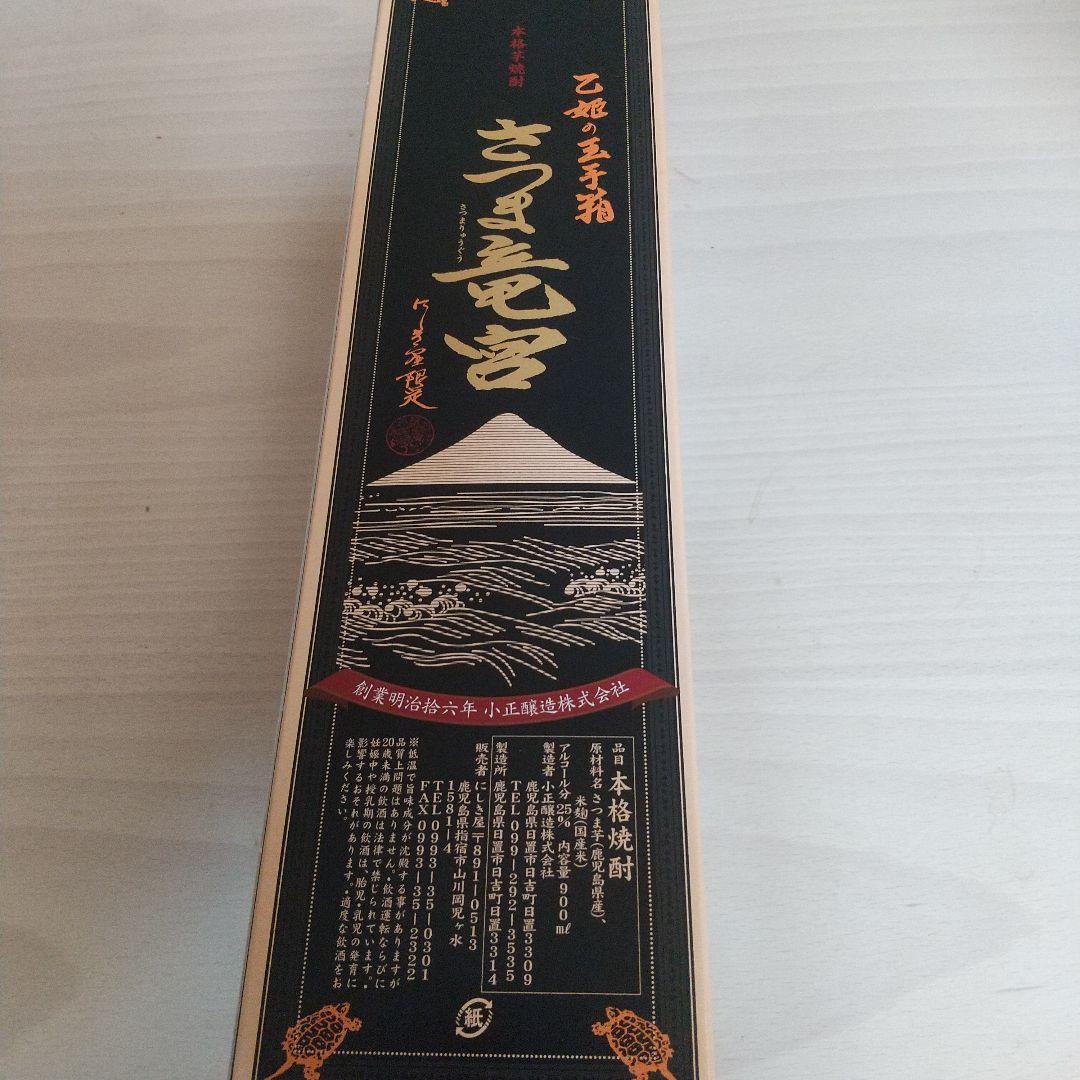 本格芋焼酎
乙姫の玉手箱
さつま竜宮
さつまりゅうぐう
にしき屋限定
創業明治拾六年 小正醸造株式会社
品目 本格焼酎
原材料名 さつま芋(鹿児島県産)、
米麹(国産米)
アルコール分25% 内容量900ml
製造者 小正醸造株式会社
鹿児島県日置市日吉町日置3309
TEL 099-292-3535
製造所 鹿児島県日置市日吉町日置3314
販売者 にしき屋 〒891-0513
鹿児島県指宿市山川岡児ヶ水
1581-4
TEL 0993-35-0301
FAX 0993-35-2322
※低温で旨味成分が沈殿する事がありますが
品質上問題はありません。・飲酒運転ならびに
20歳未満の飲酒は法律で禁じられています。・
妊娠中や授乳期の飲酒は、胎児・乳児の発育に
影響するおそれがあります。・適度な飲酒をお
楽しみください。
紙